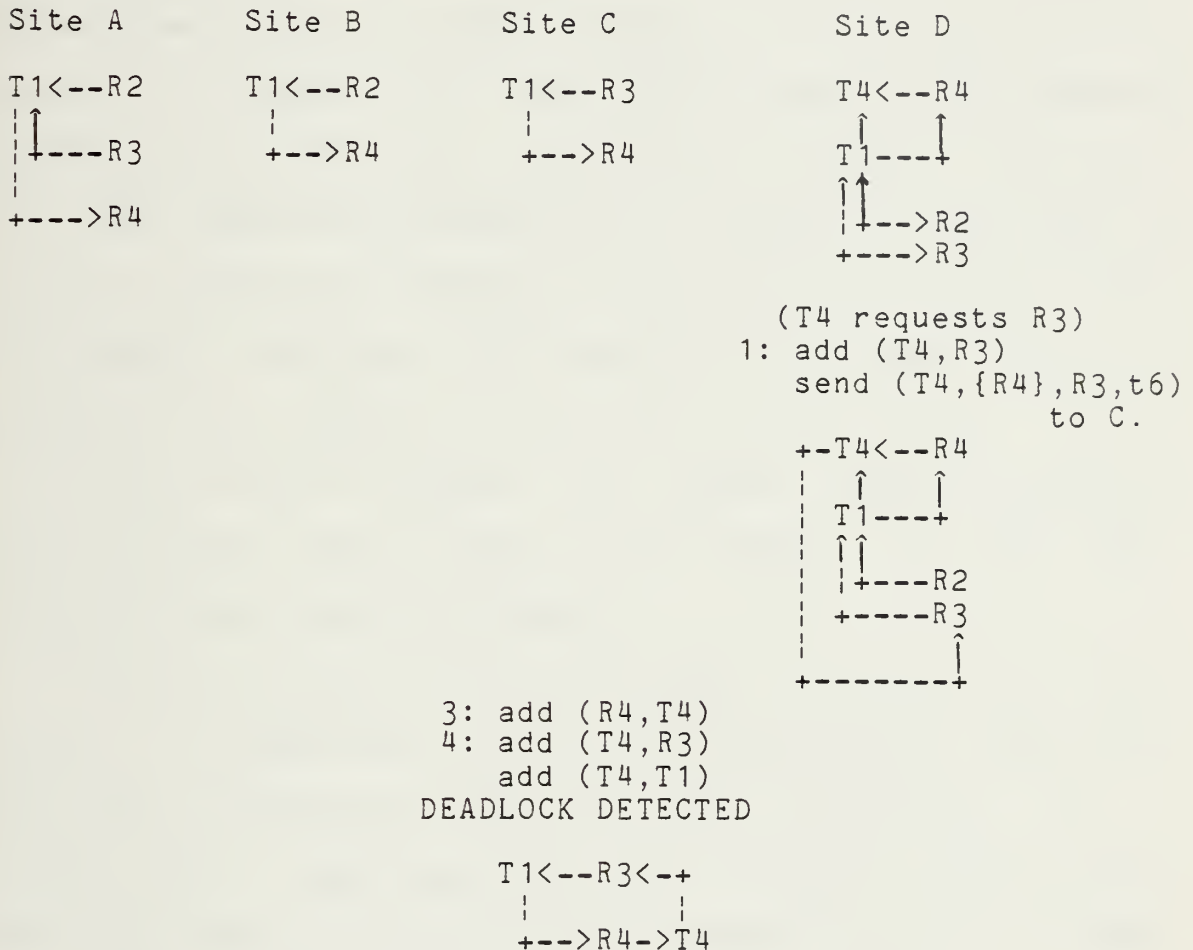 Site A Site B Site C Site D
T1<--R2 T1<--R2 T1<--R3 T4<--R4
+---R3 +-->R4 +-->R4 T1----+
+--->R4 +-->R2
+--->R3
(T4 requests R3)
1: add (T4,R3)
send (T4,{R4},R3,t6)
to C.
+-T4<--R4
T1----+
+---R2
+----R3
+--------+
3: add (R4,T4)
4: add (T4,R3)
add (T4,T1)
DEADLOCK DETECTED
T1<--R3<-+
+-->R4->T4